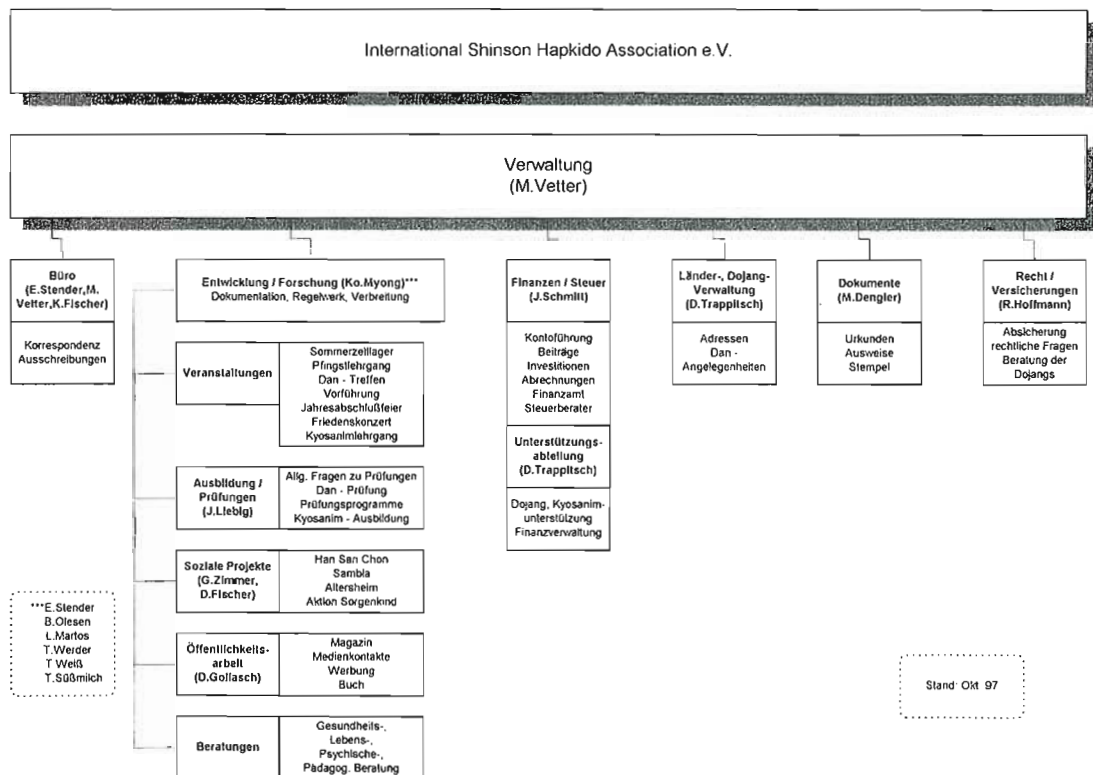 International Shinson Hapkido Association e.V.
Verwaltung
(M.Vetter)
Büro
(E.Stender,M.
Vetter,K.Fischer)
Korrespondenz
Ausschreibungen
Entwicklung / Forschung (Ko.Myong)***
Dokumentation, Regelwerk, Verbreitung
Veranstaltungen
Sommerzeltlager
Pfingstlehrgang
Dan - Treffen
Vorführung
Jahresabschlußfeier
Friedenskonzert
Kyosanimlehrgang
Ausbildung /
Prüfungen
(J.Liebig)
Allg. Fragen zu Prüfungen
Dan - Prüfung
Prüfungsprogramme
Kyosanim - Ausbildung
Soziale Projekte
(G.Zimmer,
D.Fischer)
Han San Chon
Sambia
Altersheim
Aktion Sorgenkind
Öffentlichkeits-
arbeit
(D.Gollasch)
Magazin
Medienkontakte
Werbung
Buch
Beratungen
Gesundheits-,
Lebens-,
Psychische-,
Pädagog. Beratung
Finanzen / Steuer
(J.Schmitt)
Kontoführung
Beiträge
Investitionen
Abrechnungen
Finanzamt
Steuerberater
Unterstützungs-
abteilung
(D.Trappitsch)
Dojang, Kyosanim-
unterstützung
Finanzverwaltung
Länder-, Dojang-
Verwaltung
(D.Trappitsch)
Adressen
Dan -
Angelegenheiten
Dokumente
(M.Dengler)
Urkunden
Ausweise
Stempel
Recht /
Versicherungen
(R.Hoffmann)
Absicherung
rechtliche Fragen
Beratung der
Dojangs
***E.Stender
B.Olesen
L.Martos
T.Werder
T Weiß
T.Süßmilch
Stand: Okt 97